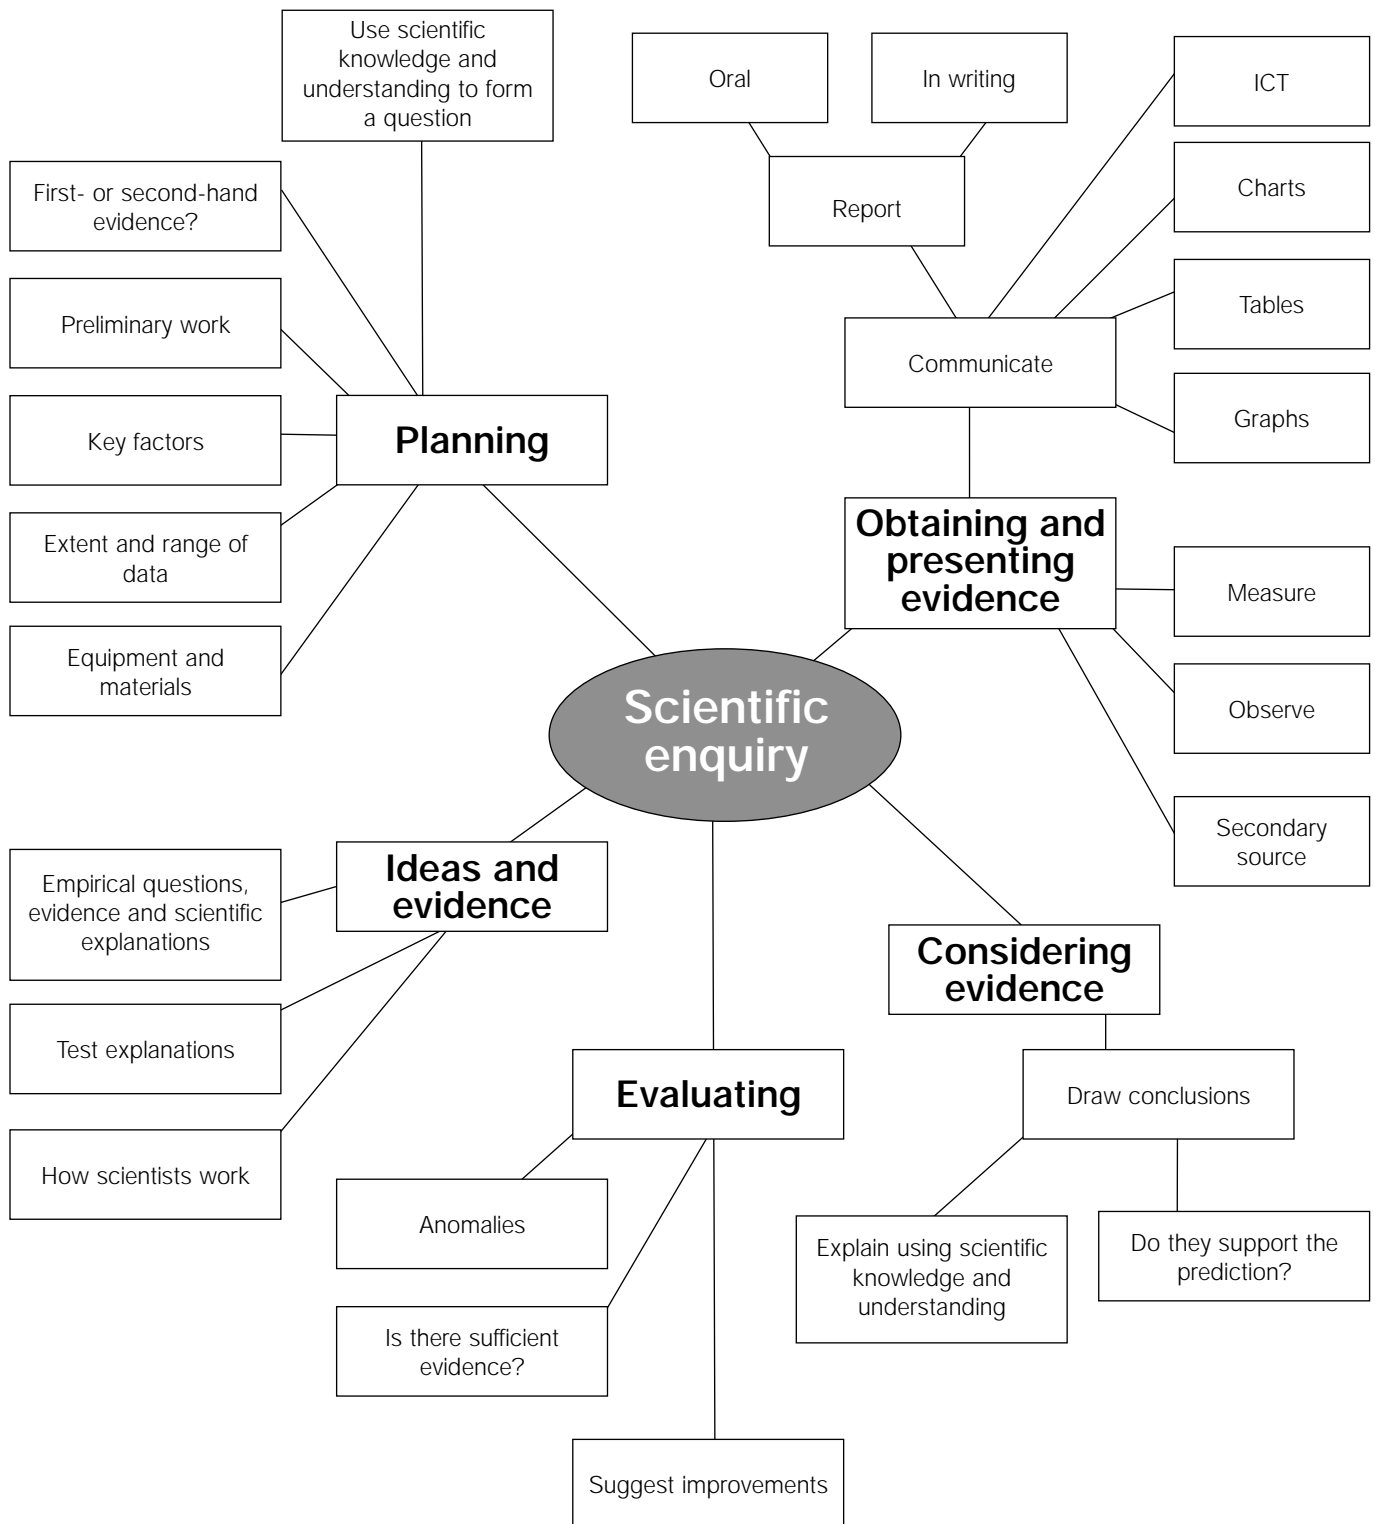 Use scientific
knowledge and
understanding to form
a question
First- or second-hand
evidence?
Preliminary work
Key factors
Extent and range of
data
Equipment and
materials
Planning
Oral
In writing
Report
ICT
Charts
Tables
Graphs
Communicate
Obtaining and
presenting
evidence
Measure
Observe
Secondary
source
Scientific
enquiry
Ideas and
evidence
Empirical questions,
evidence and scientific
explanations
Test explanations
How scientists work
Evaluating
Anomalies
Is there sufficient
evidence?
Suggest improvements
Considering
evidence
Draw conclusions
Explain using scientific
knowledge and
understanding
Do they support the
prediction?